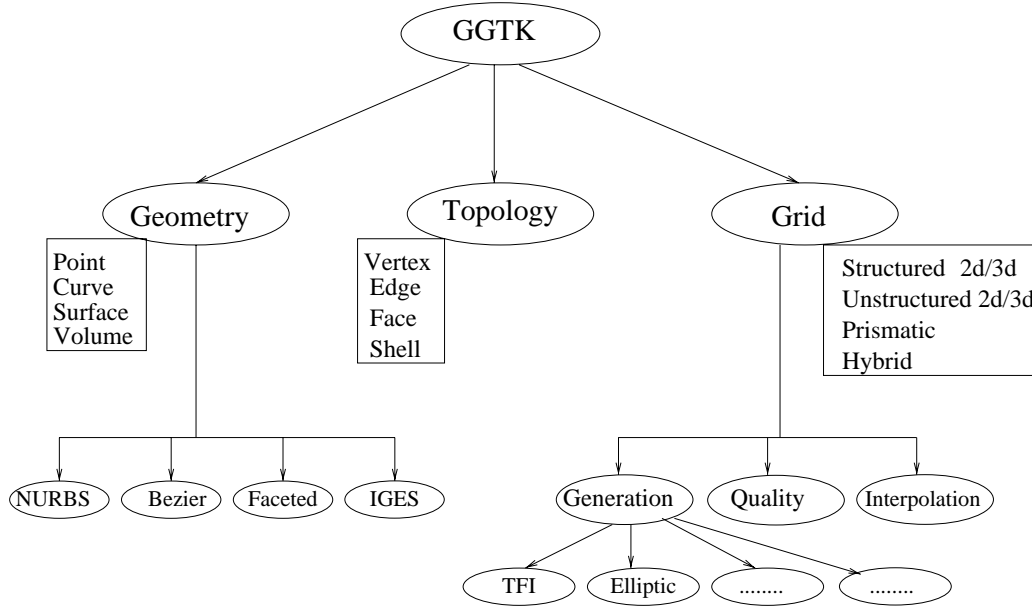 GGTK
Geometry
Topology
Grid
Point
Curve
Surface
Volume
Vertex
Edge
Face
Shell
Structured 2d/3d
Unstructured 2d/3d
Prismatic
Hybrid
NURBS
Bezier
Faceted
IGES
Generation
Quality
Interpolation
TFI
Elliptic
........
........